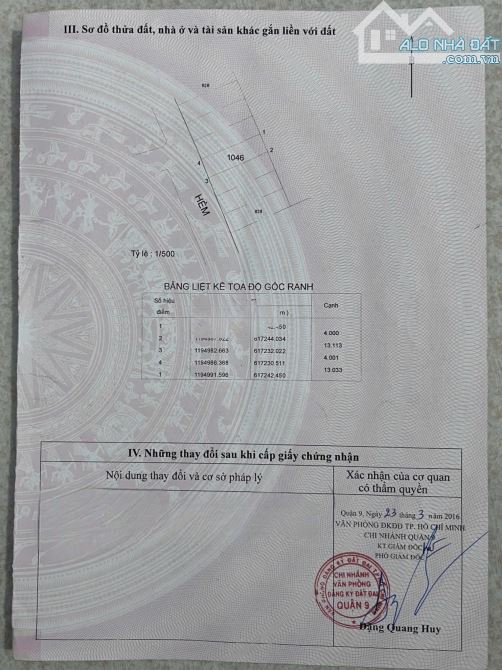 III. Sơ đồ thửa đất, nhà ở và tài sản khác gắn liền với đất
ALO NHÀ ĐẤT
.com.vn
828
1
1046
2
4
3
HẺM
828
Tỷ lệ : 1/500
BẢNG LIỆT KÊ TỌA ĐỘ GÓC RANH
Số hiệu điểm
m )
Cạnh
1
4.000
2 617244.034
13.113
3 1194982.663 617232.022
4.001
4 1194986.368 617230.511
13.033
1 1194991.596 617242.450
IV. Những thay đổi sau khi cấp giấy chứng nhận
Nội dung thay đổi và cơ sở pháp lý
Xác nhận của cơ quan
có thẩm quyền
Quận 9, Ngày 23 tháng 3 năm 2016
VĂN PHÒNG ĐKĐĐ TP. HỒ CHÍ MINH
CHI NHÁNH QUẬN 9
KT GIÁM ĐỐC
PHÓ GIÁM ĐỐC
CHI NHÁNH
VĂN PHÒNG
ĐĂNG KÝ ĐẤT ĐAI
QUẬN 9
Đặng Quang Huy